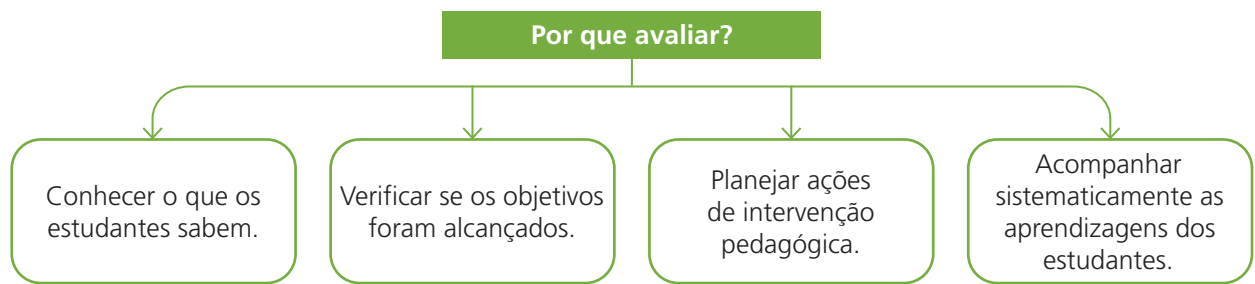 Por que avaliar?
Conhecer o que os
estudantes sabem.
Verificar se os objetivos
foram alcançados.
Planejar ações
de intervenção
pedagógica.
Acompanhar
sistematicamente as
aprendizagens dos
estudantes.